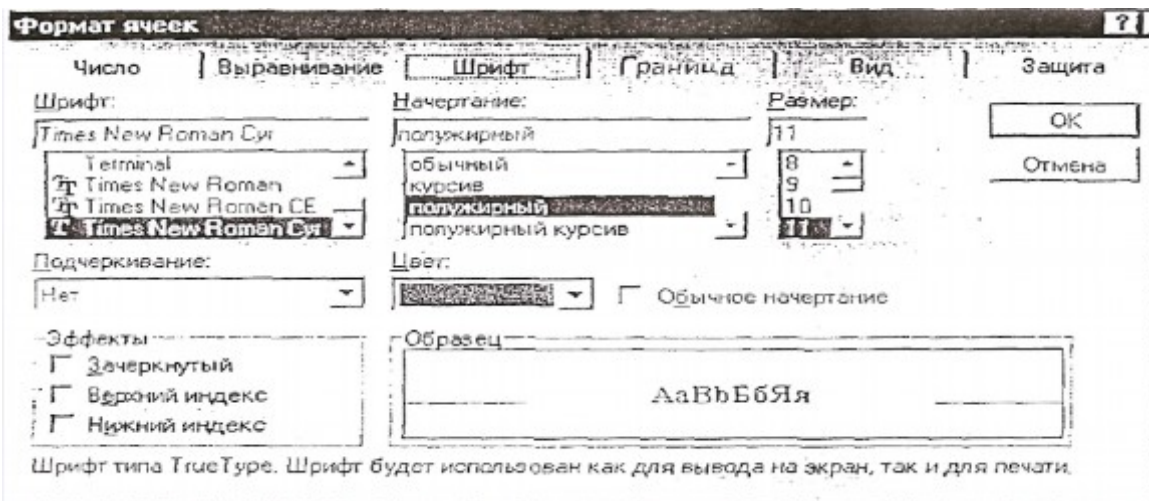 Формат ячеек ?
Число Выравнивание Шрифт Граница Вид Защита
Шрифт: Начертание: Размер:
Times New Roman Cyr полужирный 11 OK
Terminal обычный 8 Отмена
Times New Roman курсив 9
Times New Roman CE полужирный 10
Times New Roman Cyr полужирный курсив 11
Подчеркивание: Цвет:
Нет Обычное начертание
Эффекты Образец
Зачеркнутый
Верхний индекс AaBbБбЯя
Нижний индекс
Шрифт типа TrueType. Шрифт будет использован как для вывода на экран, так и для печати.